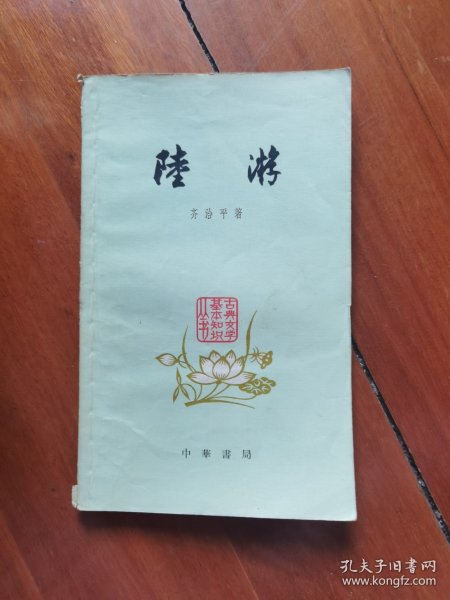 陸游
齐治平著
古典文学
基本知识
丛书
中華書局
孔夫子旧书网
www.kongfz.com